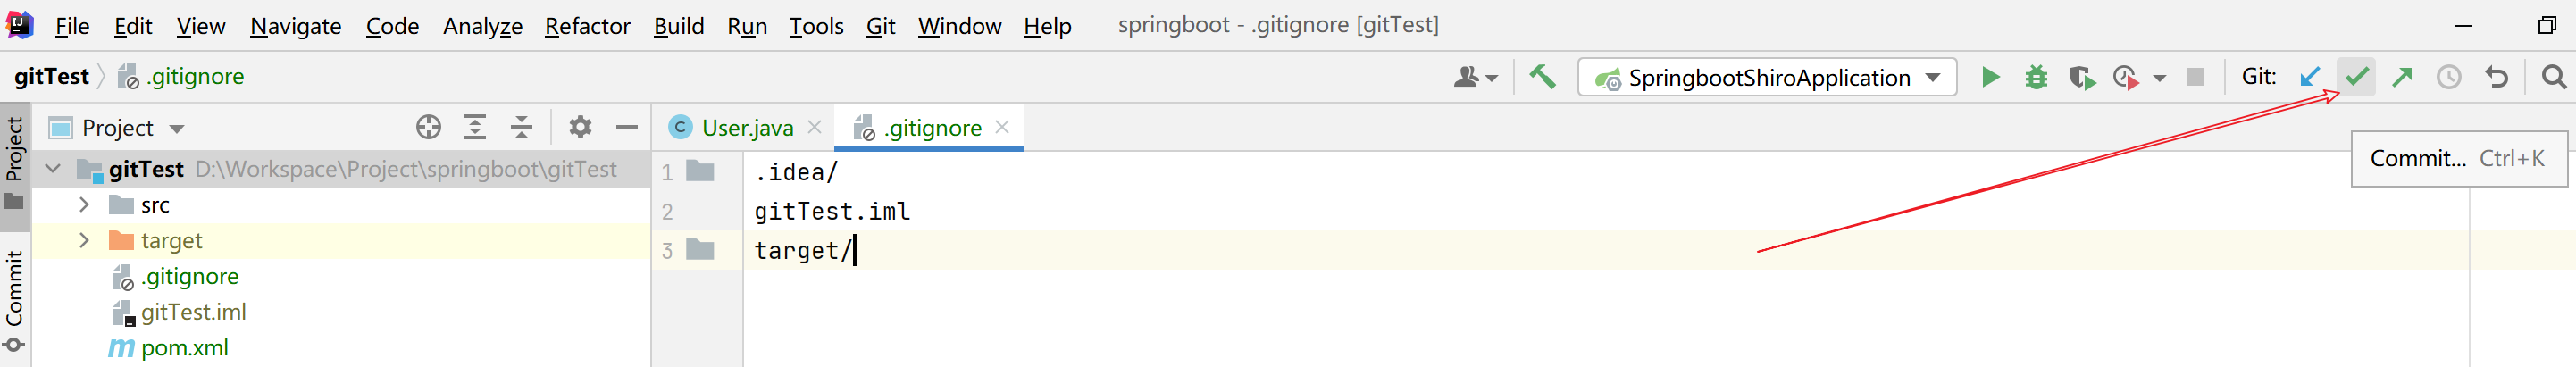 File Edit View Navigate Code Analyze Refactor Build Run Tools Git Window Help springboot - .gitignore [gitTest]
gitTest .gitignore SpringbootShiroApplication Git:
Project Project User.java .gitignore
gitTest D:\Workspace\Project\springboot\gitTest
src
target
.gitignore
gitTest.iml
pom.xml
Commit
1 .idea/
2 gitTest.iml
3 target/
Commit... Ctrl+K